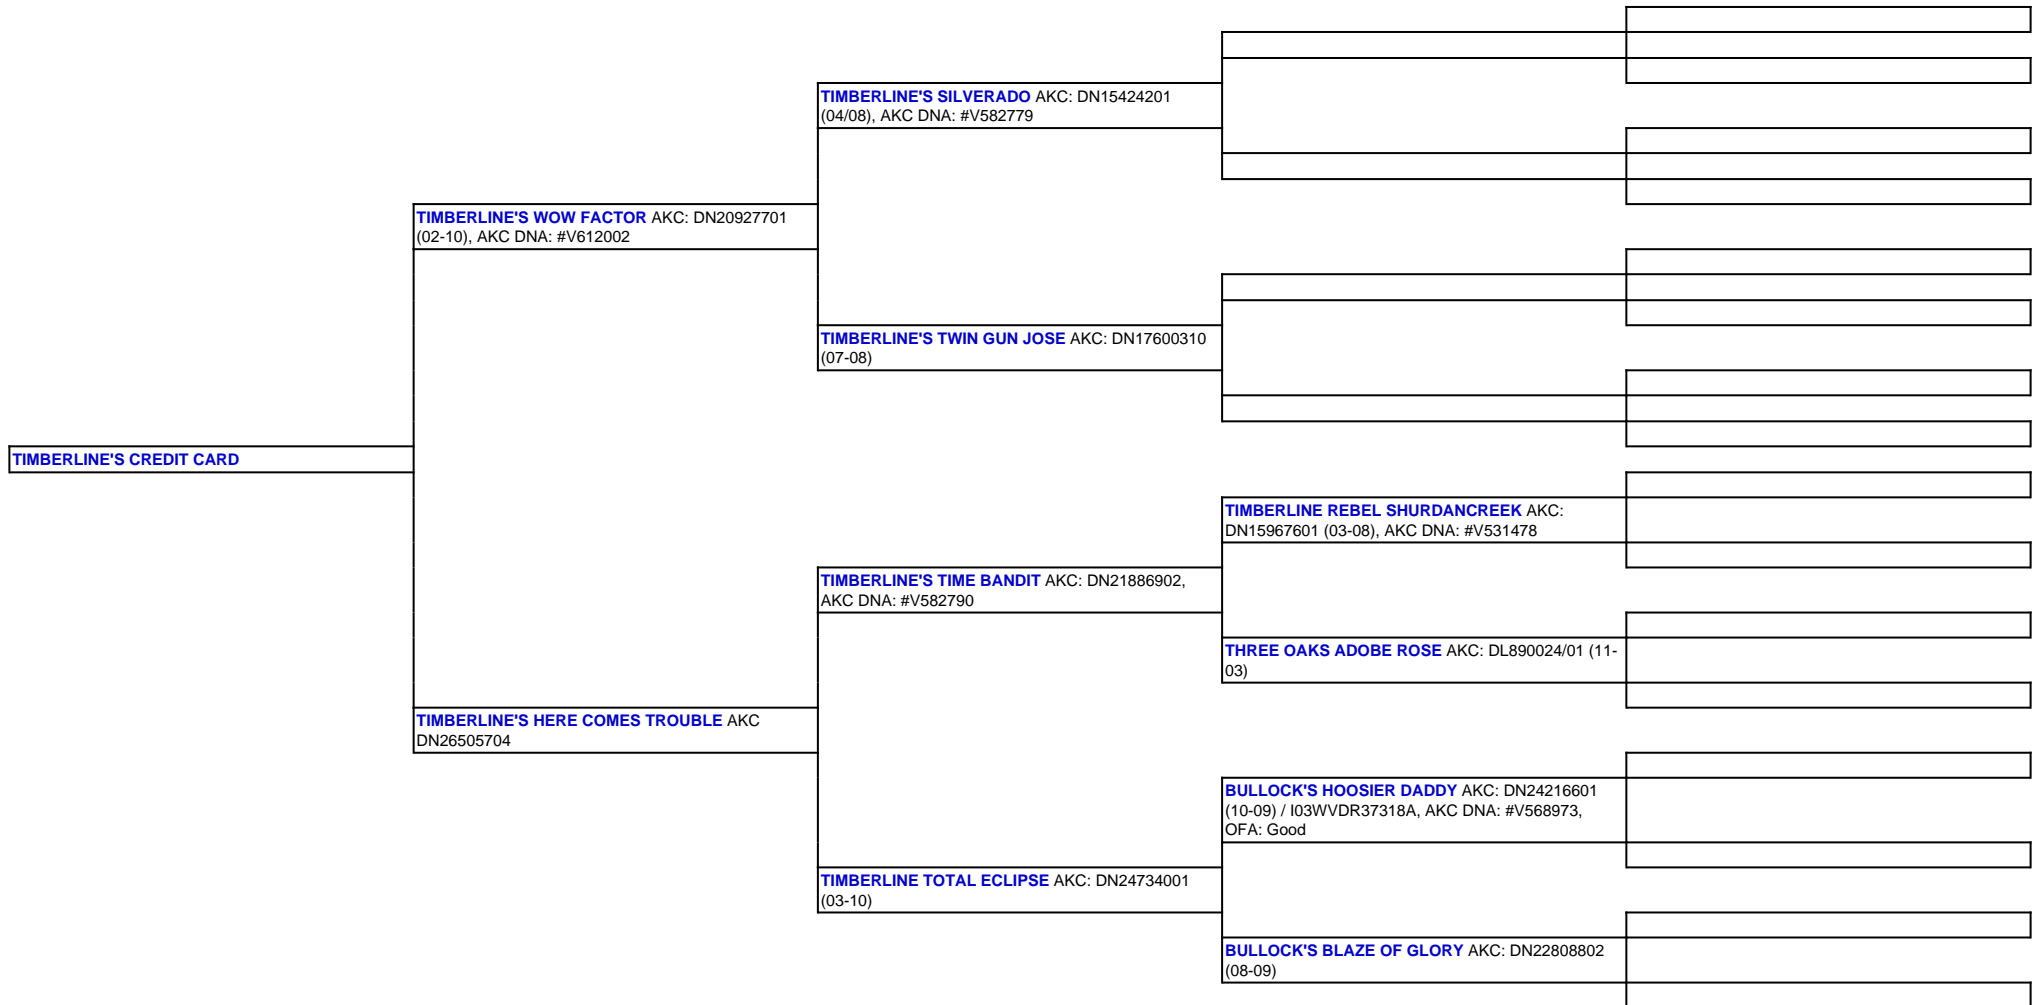 TIMBERLINE'S SILVERADO AKC: DN15424201
(04/08), AKC DNA: #V582779
TIMBERLINE'S WOW FACTOR AKC: DN20927701
(02-10), AKC DNA: #V612002
TIMBERLINE'S TWIN GUN JOSE AKC: DN17600310
(07-08)
TIMBERLINE'S CREDIT CARD
TIMBERLINE REBEL SHURDANCREEK AKC:
DN15967601 (03-08), AKC DNA: #V531478
TIMBERLINE'S TIME BANDIT AKC: DN21886902,
AKC DNA: #V582790
THREE OAKS ADOBE ROSE AKC: DL890024/01 (11-
03)
TIMBERLINE'S HERE COMES TROUBLE AKC
DN26505704
BULLOCK'S HOOSIER DADDY AKC: DN24216601
(10-09) / I03WVDR37318A, AKC DNA: #V568973,
OFA: Good
TIMBERLINE TOTAL ECLIPSE AKC: DN24734001
(03-10)
BULLOCK'S BLAZE OF GLORY AKC: DN22808802
(08-09)